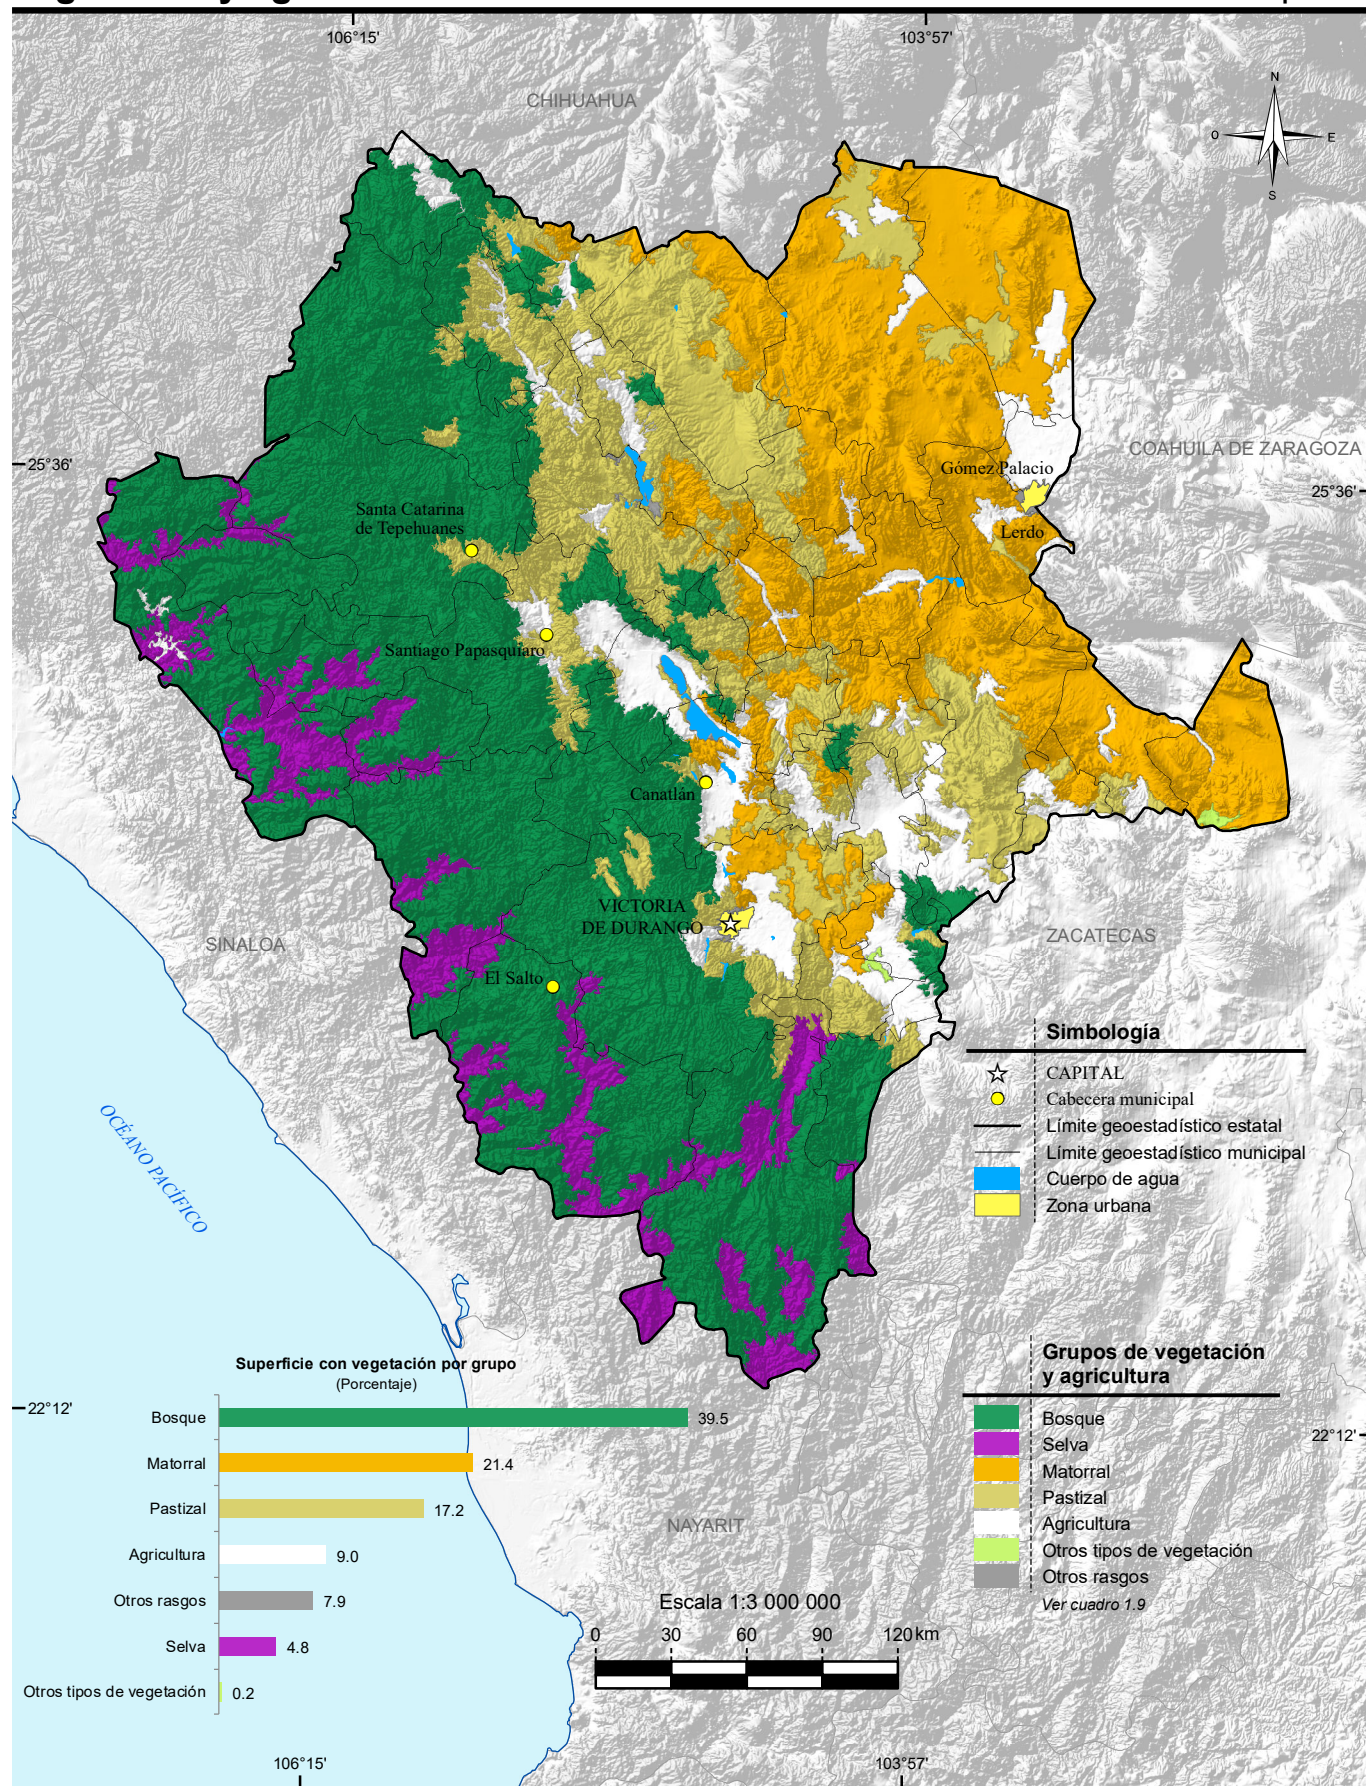 106°15'
103°57'
CHIHUAHUA
N
O
E
S
25°36'
COAHUILA DE ZARAGOZA
Gómez Palacio
25°36'
Santa Catarina
de Tepehuanes
Lerdo
Santiago Papasquiaro
Canatlán
VICTORIA
DE DURANGO
SINALOA
ZACATECAS
El Salto
Simbología
CAPITAL
Cabecera municipal
Límite geoestadístico estatal
Límite geoestadístico municipal
Cuerpo de agua
Zona urbana
OCÉANO PACÍFICO
Grupos de vegetación
y agricultura
Bosque
Selva
Matorral
Pastizal
Agricultura
Otros tipos de vegetación
Otros rasgos
Ver cuadro 1.9
Superficie con vegetación por grupo
(Porcentaje)
22°12'
22°12'
Bosque 39.5
Matorral 21.4
Pastizal 17.2
Agricultura 9.0
Otros rasgos 7.9
Selva 4.8
Otros tipos de vegetación 0.2
NAYARIT
Escala 1:3 000 000
0 30 60 90 120 km
106°15'
103°57'